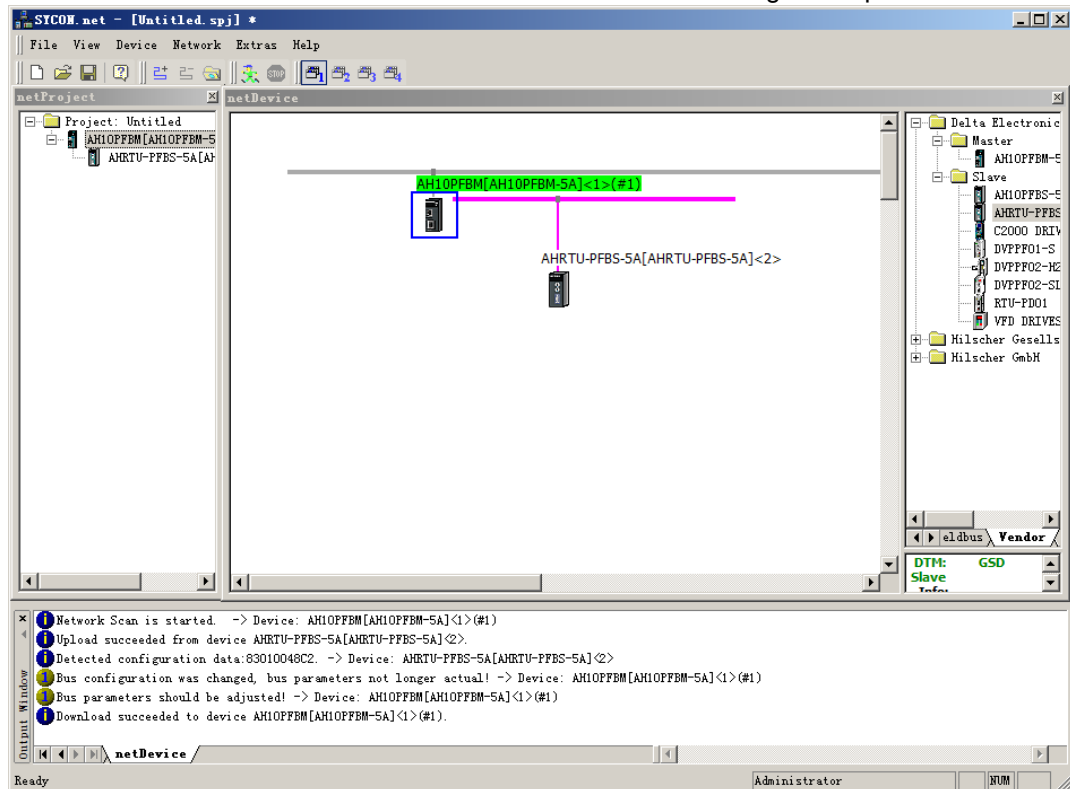 SYCON.net - [Untitled.spj] *
File View Device Network Extras Help
netProject
netDevice
Project: Untitled
AH10PFBM[AH10PFBM-5
AHRTU-PFBS-5A[AH
AH10PFBM[AH10PFBM-5A]<1>(#1)
AHRTU-PFBS-5A[AHRTU-PFBS-5A]<2>
Delta Electronic
Master
AH10PFBM-5
Slave
AH10PFBS-5
AHRTU-PFBS
C2000 DRIV
DVPPF01-S
DVPPF02-H2
DVPPF02-SL
RTU-PD01
VFD DRIVES
Hilscher Gesells
Hilscher GmbH
eldbus Vendor
DTM: GSD
Slave
Info:
Network Scan is started. -> Device: AH10PFBM[AH10PFBM-5A]<1>(#1)
Upload succeeded from device AHRTU-PFBS-5A[AHRTU-PFBS-5A]<2>.
Detected configuration data:83010048C2. -> Device: AHRTU-PFBS-5A[AHRTU-PFBS-5A]<2>
Bus configuration was changed, bus parameters not longer actual! -> Device: AH10PFBM[AH10PFBM-5A]<1>(#1)
Bus parameters should be adjusted! -> Device: AH10PFBM[AH10PFBM-5A]<1>(#1)
Download succeeded to device AH10PFBM[AH10PFBM-5A]<1>(#1).
Output Window
netDevice
Ready
Administrator
NUM